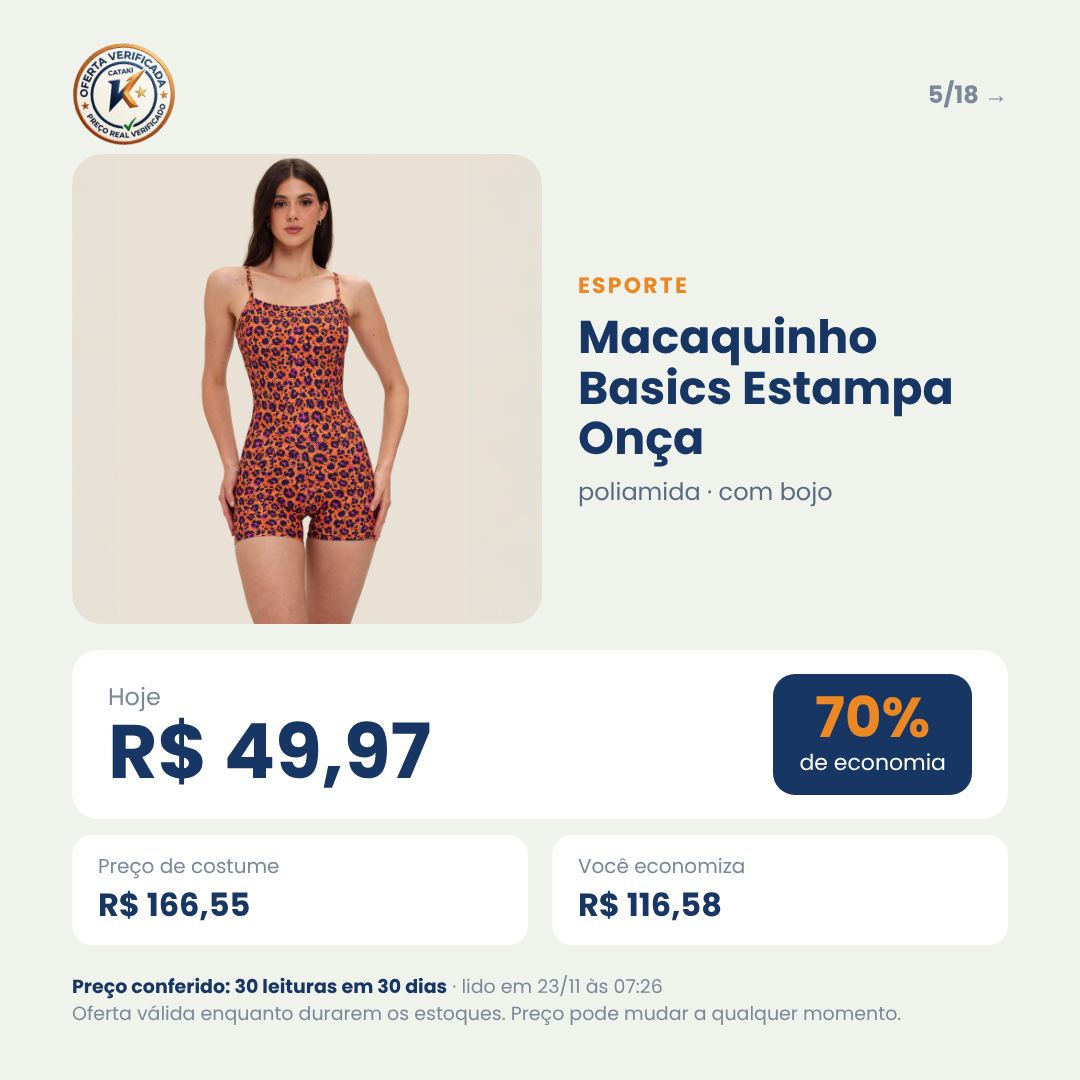 OFERTA VERIFICADA
CATAKI
K
PREÇO REAL VERIFICADO
5/18 →
ESPORTE
Macaquinho
Basics Estampa
Onça
poliamida · com bojo
Hoje
R$ 49,97
70%
de economia
Preço de costume
R$ 166,55
Você economiza
R$ 116,58
Preço conferido: 30 leituras em 30 dias · lido em 23/11 às 07:26
Oferta válida enquanto durarem os estoques. Preço pode mudar a qualquer momento.